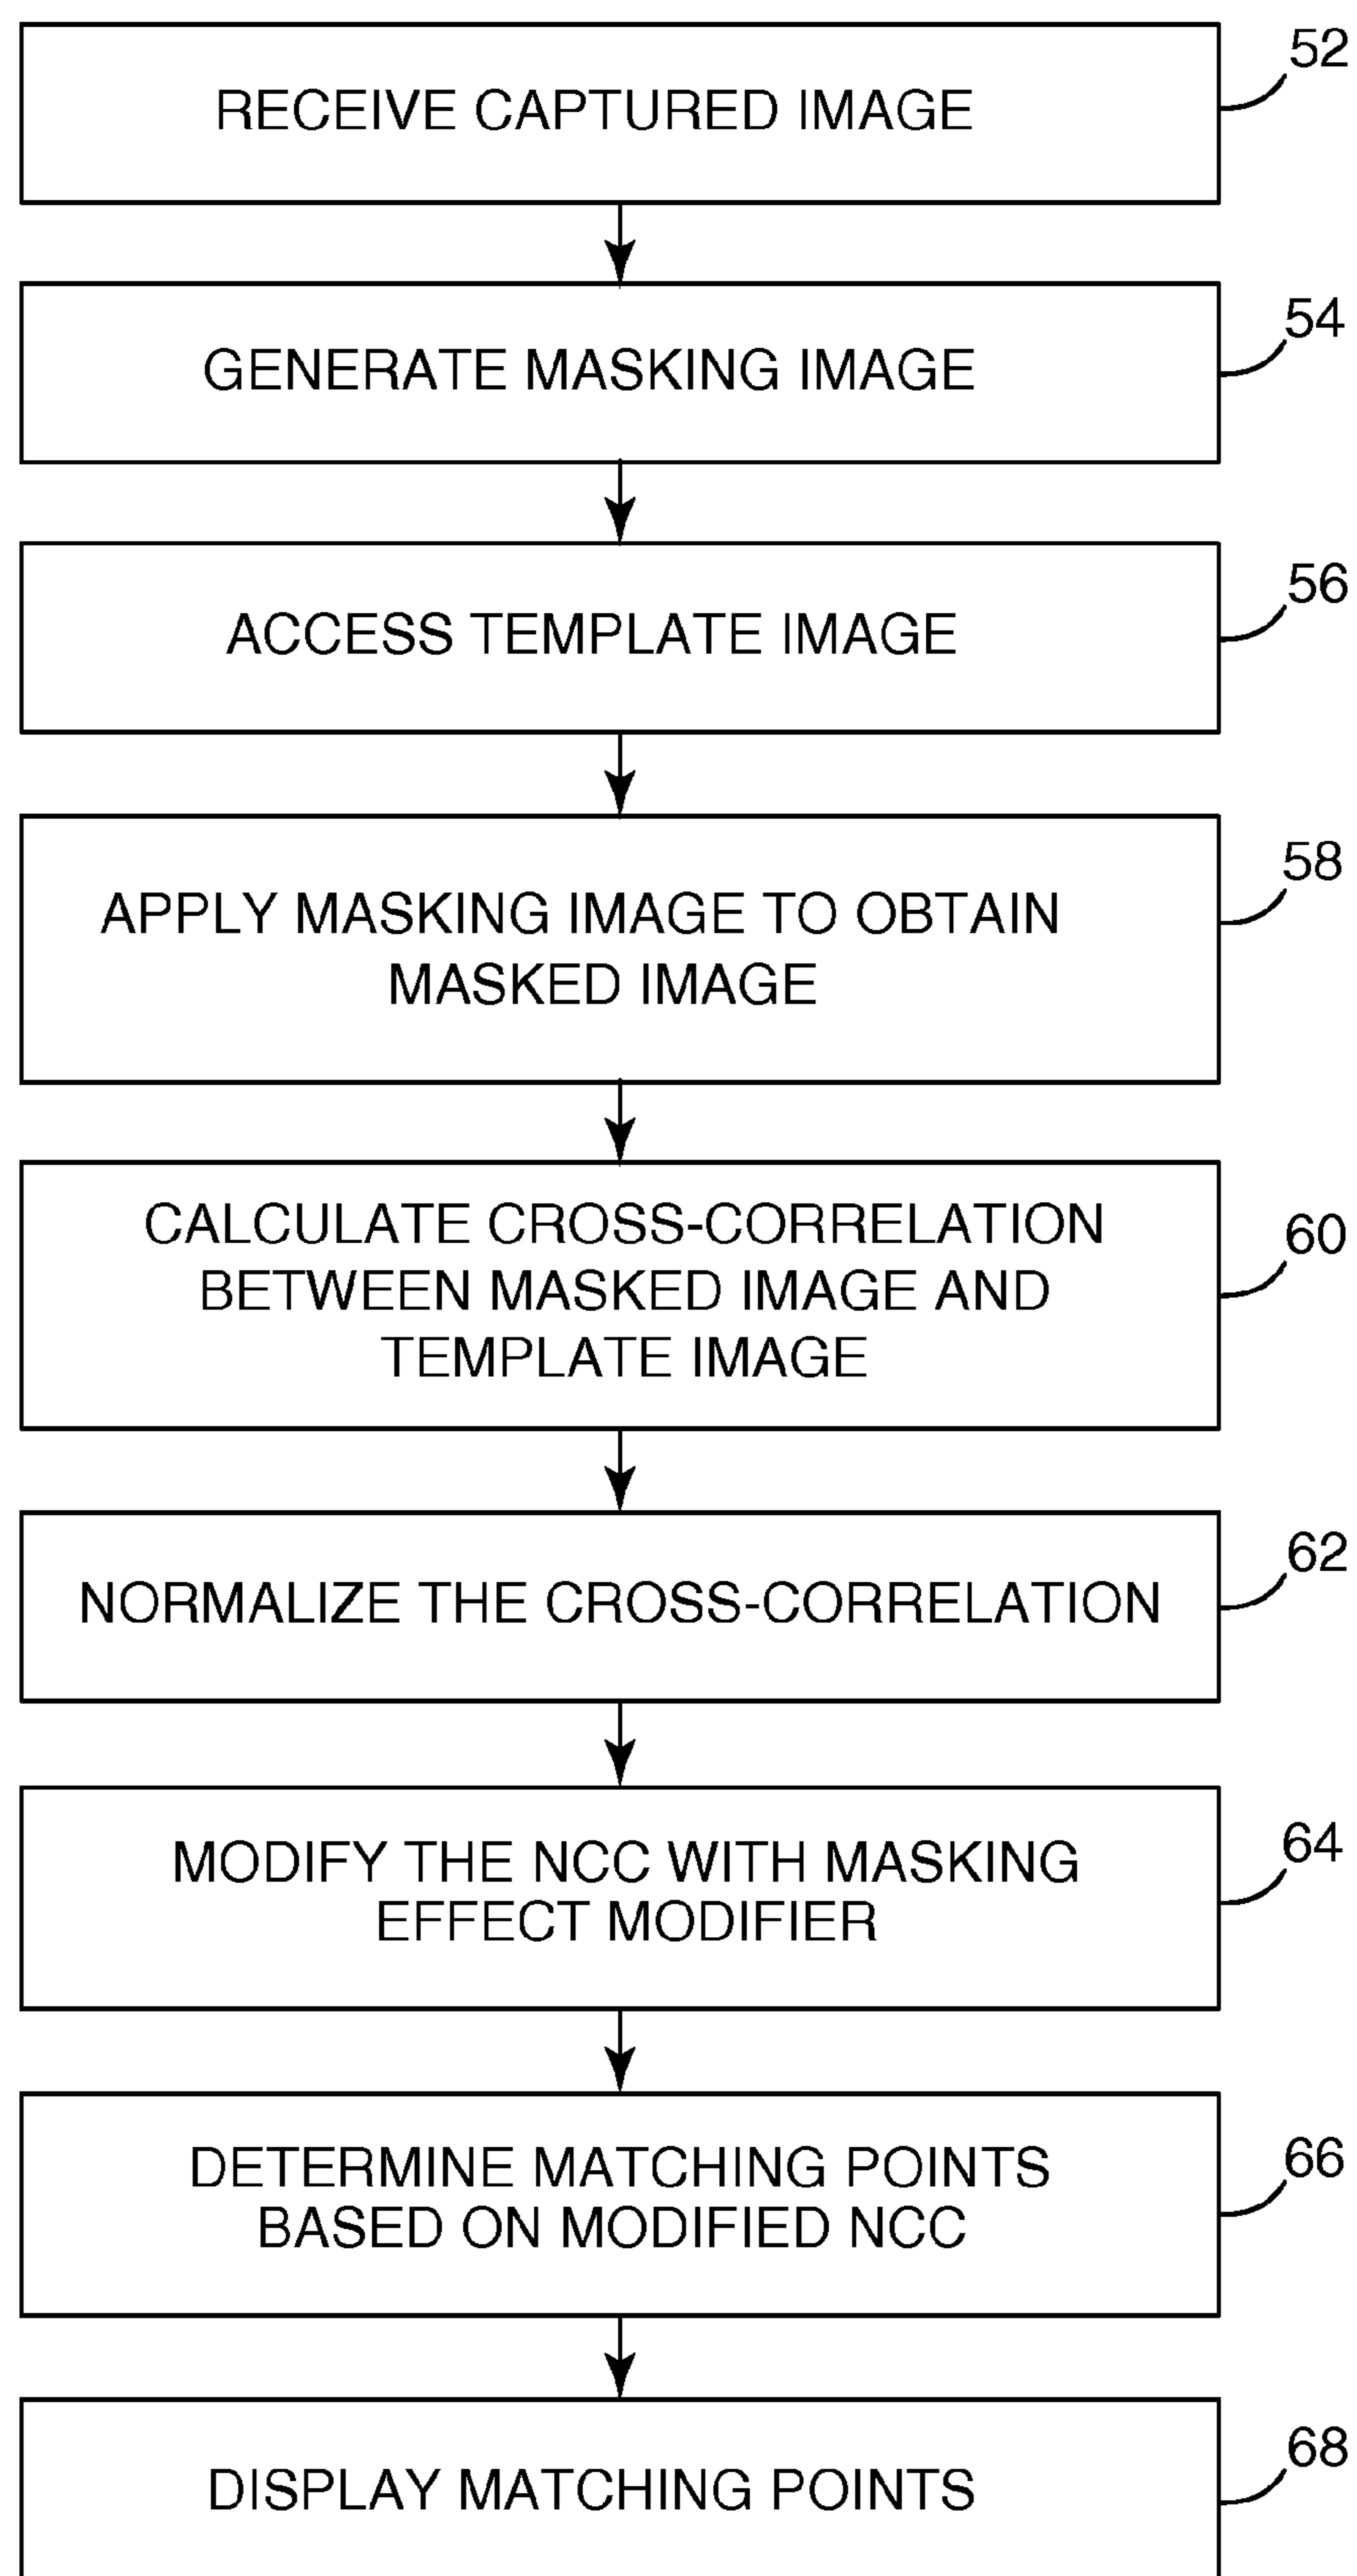 52
RECEIVE CAPTURED IMAGE
54
GENERATE MASKING IMAGE
56
ACCESS TEMPLATE IMAGE
58
APPLY MASKING IMAGE TO OBTAIN
MASKED IMAGE
60
CALCULATE CROSS-CORRELATION
BETWEEN MASKED IMAGE AND
TEMPLATE IMAGE
62
NORMALIZE THE CROSS-CORRELATION
64
MODIFY THE NCC WITH MASKING
EFFECT MODIFIER
66
DETERMINE MATCHING POINTS
BASED ON MODIFIED NCC
68
DISPLAY MATCHING POINTS